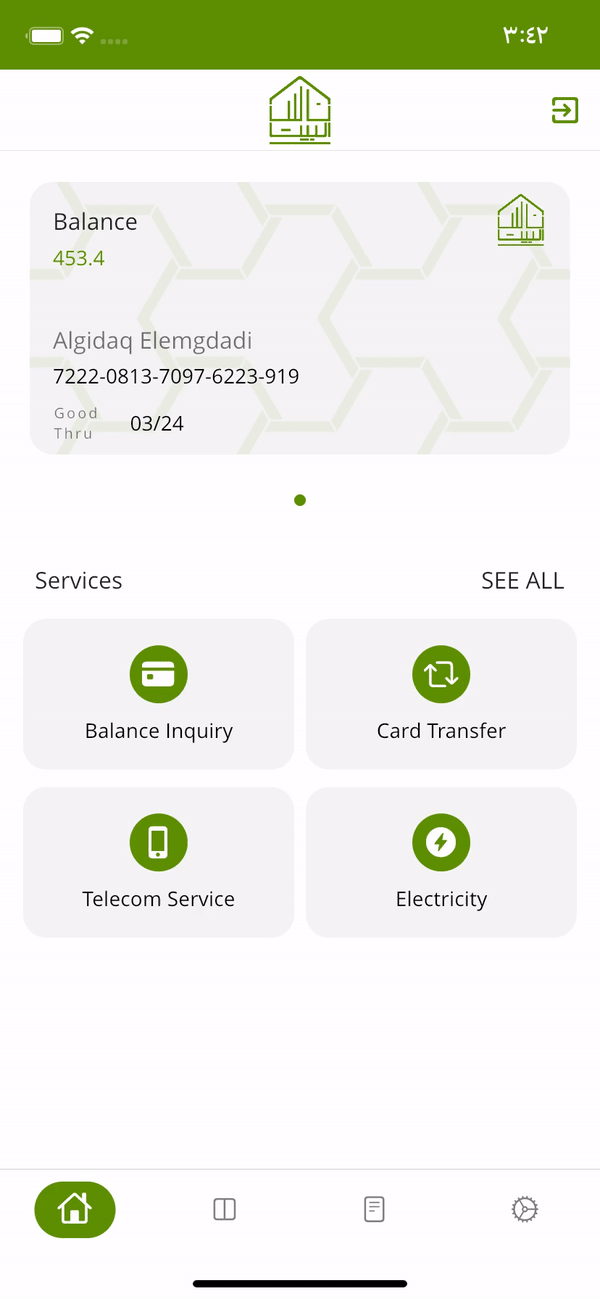 ٣:٤٢
البيت
Balance
453.4
البيت
Algidaq Elemgdadi
7222-0813-7097-6223-919
Good
Thru 03/24
Services SEE ALL
Balance Inquiry Card Transfer
Telecom Service Electricity